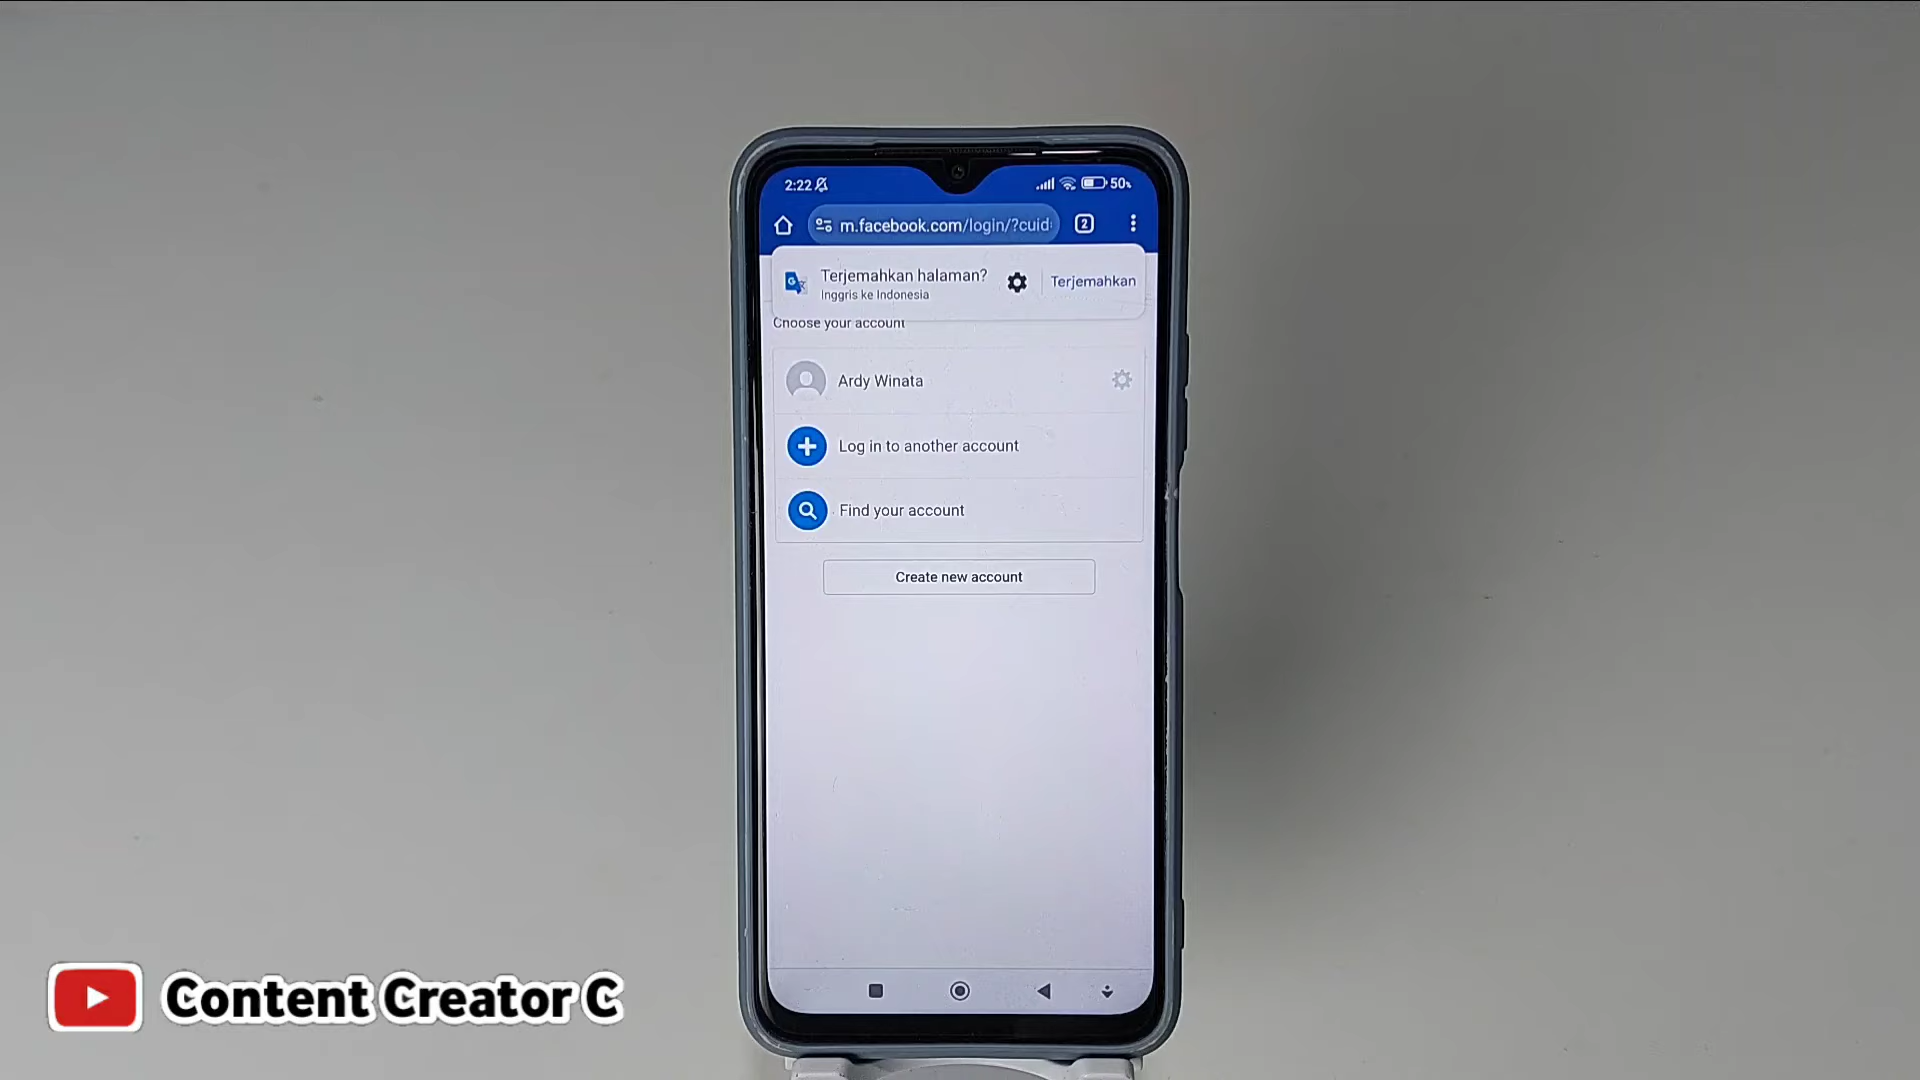 2:22
50%
m.facebook.com/login/?cuid
2
Terjemahkan halaman?
Terjemahkan
Inggris ke Indonesia
Choose your account
Ardy Winata
Log in to another account
Find your account
Create new account
Content Creator C